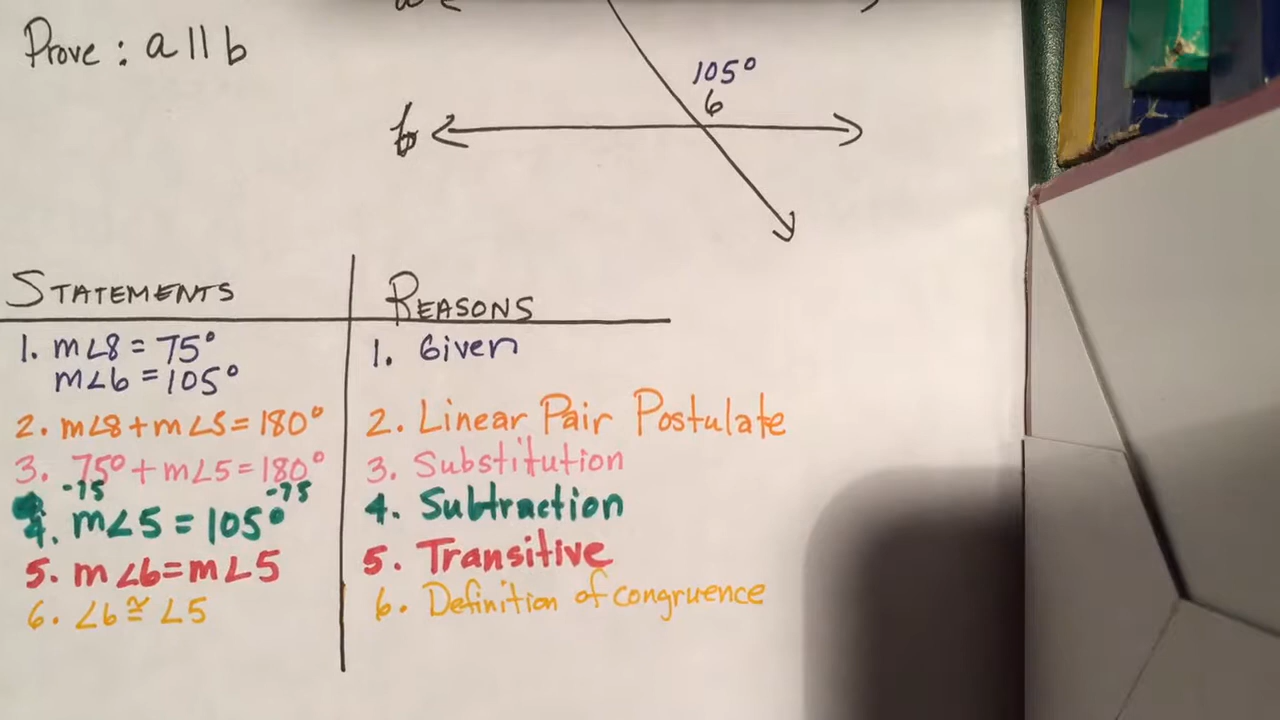 Prove : a || b
105°
6
b
STATEMENTS
REASONS
1. m∠8 = 75°
1. Given
m∠6 = 105°
2. m∠8 + m∠5 = 180°
2. Linear Pair Postulate
3. 75° + m∠5 = 180°
3. Substitution
-75 -75
4. m∠5 = 105°
4. Subtraction
5. m∠6 = m∠5
5. Transitive
6. ∠6 ≅ ∠5
6. Definition of congruence